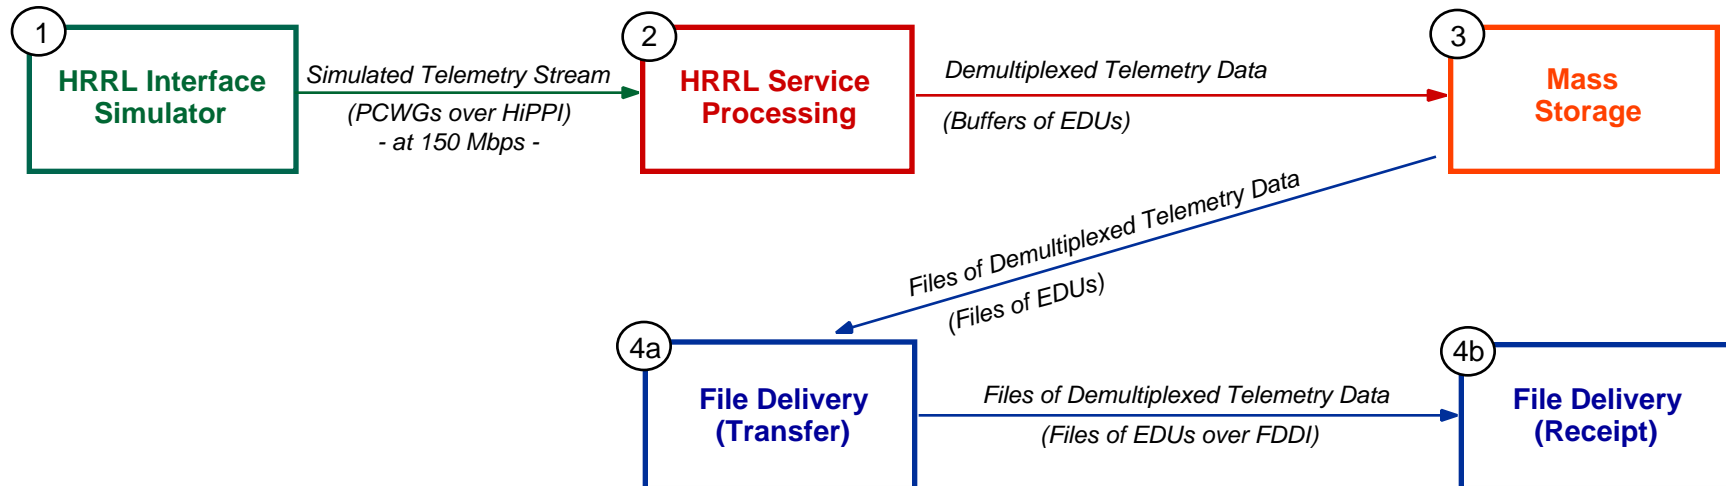 1
HRRL Interface
Simulator
Simulated Telemetry Stream
(PCWGs over HiPPI)
- at 150 Mbps -
2
HRRL Service
Processing
Demultiplexed Telemetry Data
(Buffers of EDUs)
3
Mass
Storage
Files of Demultiplexed Telemetry Data
(Files of EDUs)
4a
File Delivery
(Transfer)
Files of Demultiplexed Telemetry Data
(Files of EDUs over FDDI)
4b
File Delivery
(Receipt)